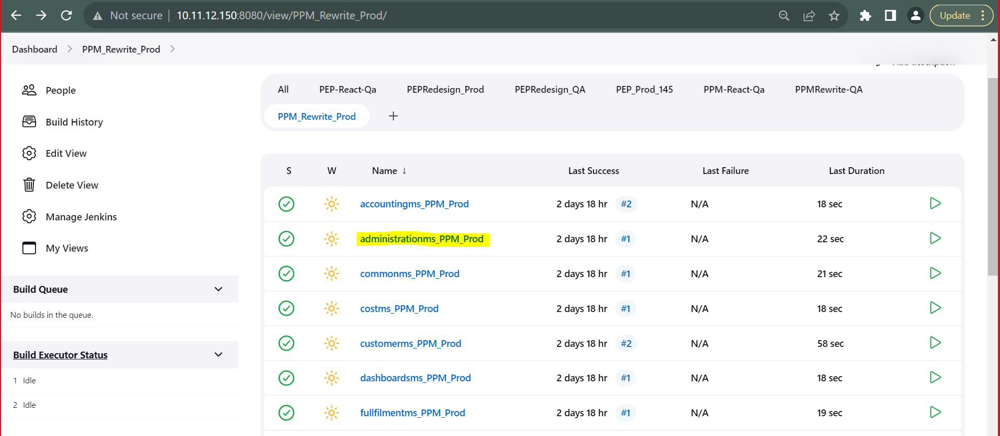 Not secure 10.11.12.150:8080/view/PPM_Rewrite_Prod/ Update
Dashboard PPM_Rewrite_Prod
People
Build History
Edit View
Delete View
Manage Jenkins
My Views
Build Queue
No builds in the queue.
Build Executor Status
1 Idle
2 Idle
All PEP-React-Qa PEPRedesign_Prod PEPRedesign_QA PEP_Prod_145 PPM-React-Qa PPMRewrite-QA
PPM_Rewrite_Prod +
S W Name ↓ Last Success Last Failure Last Duration
accountingms_PPM_Prod 2 days 18 hr #2 N/A 18 sec
administrationms_PPM_Prod 2 days 18 hr #1 N/A 22 sec
commonms_PPM_Prod 2 days 18 hr #1 N/A 21 sec
costms_PPM_Prod 2 days 18 hr #1 N/A 18 sec
customerms_PPM_Prod 2 days 18 hr #2 N/A 58 sec
dashboardsms_PPM_Prod 2 days 18 hr #1 N/A 18 sec
fullfilmentms_PPM_Prod 2 days 18 hr #1 N/A 19 sec